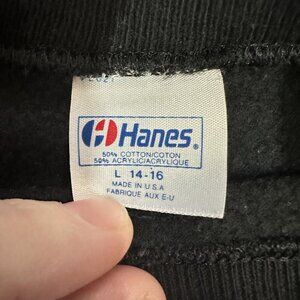 Hanes®
50% COTTON/COTON
50% ACRYLIC/ACRYLIQUE
L 14-16
MADE IN U.S.A
FABRIQUE AUX E-U